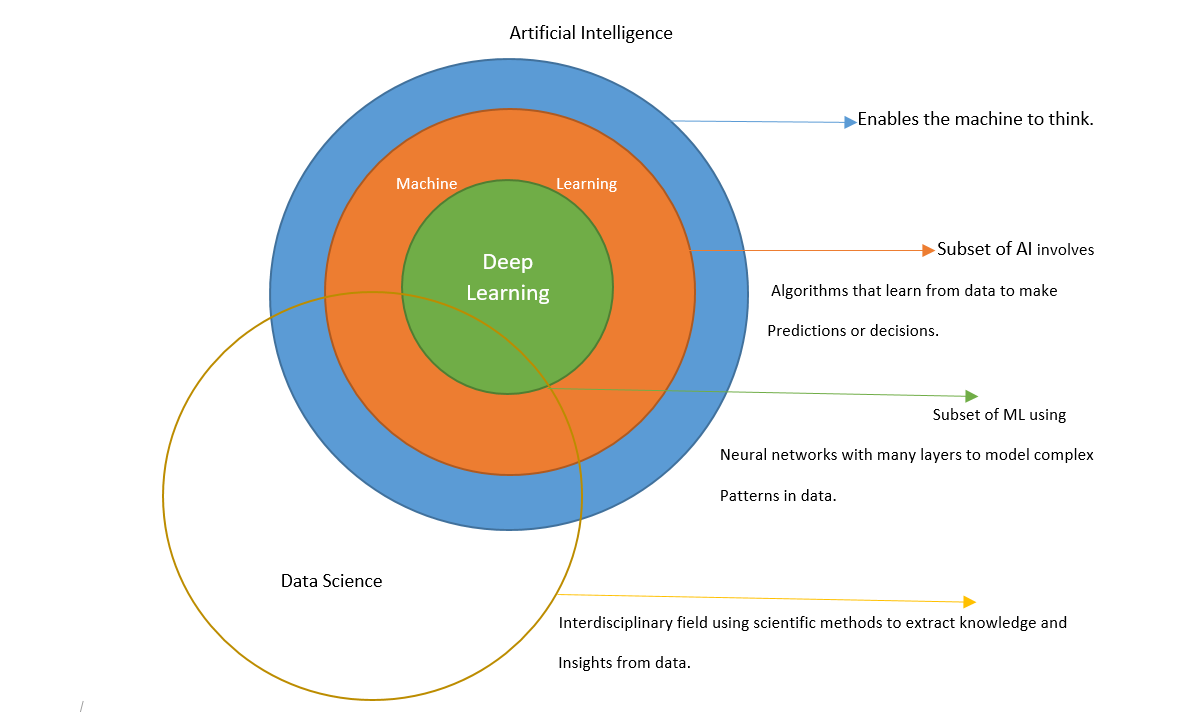 Artificial Intelligence
Enables the machine to think.
Machine Learning
Subset of AI involves
Deep
Learning
Algorithms that learn from data to make
Predictions or decisions.
Subset of ML using
Neural networks with many layers to model complex
Patterns in data.
Data Science
Interdisciplinary field using scientific methods to extract knowledge and
Insights from data.
/